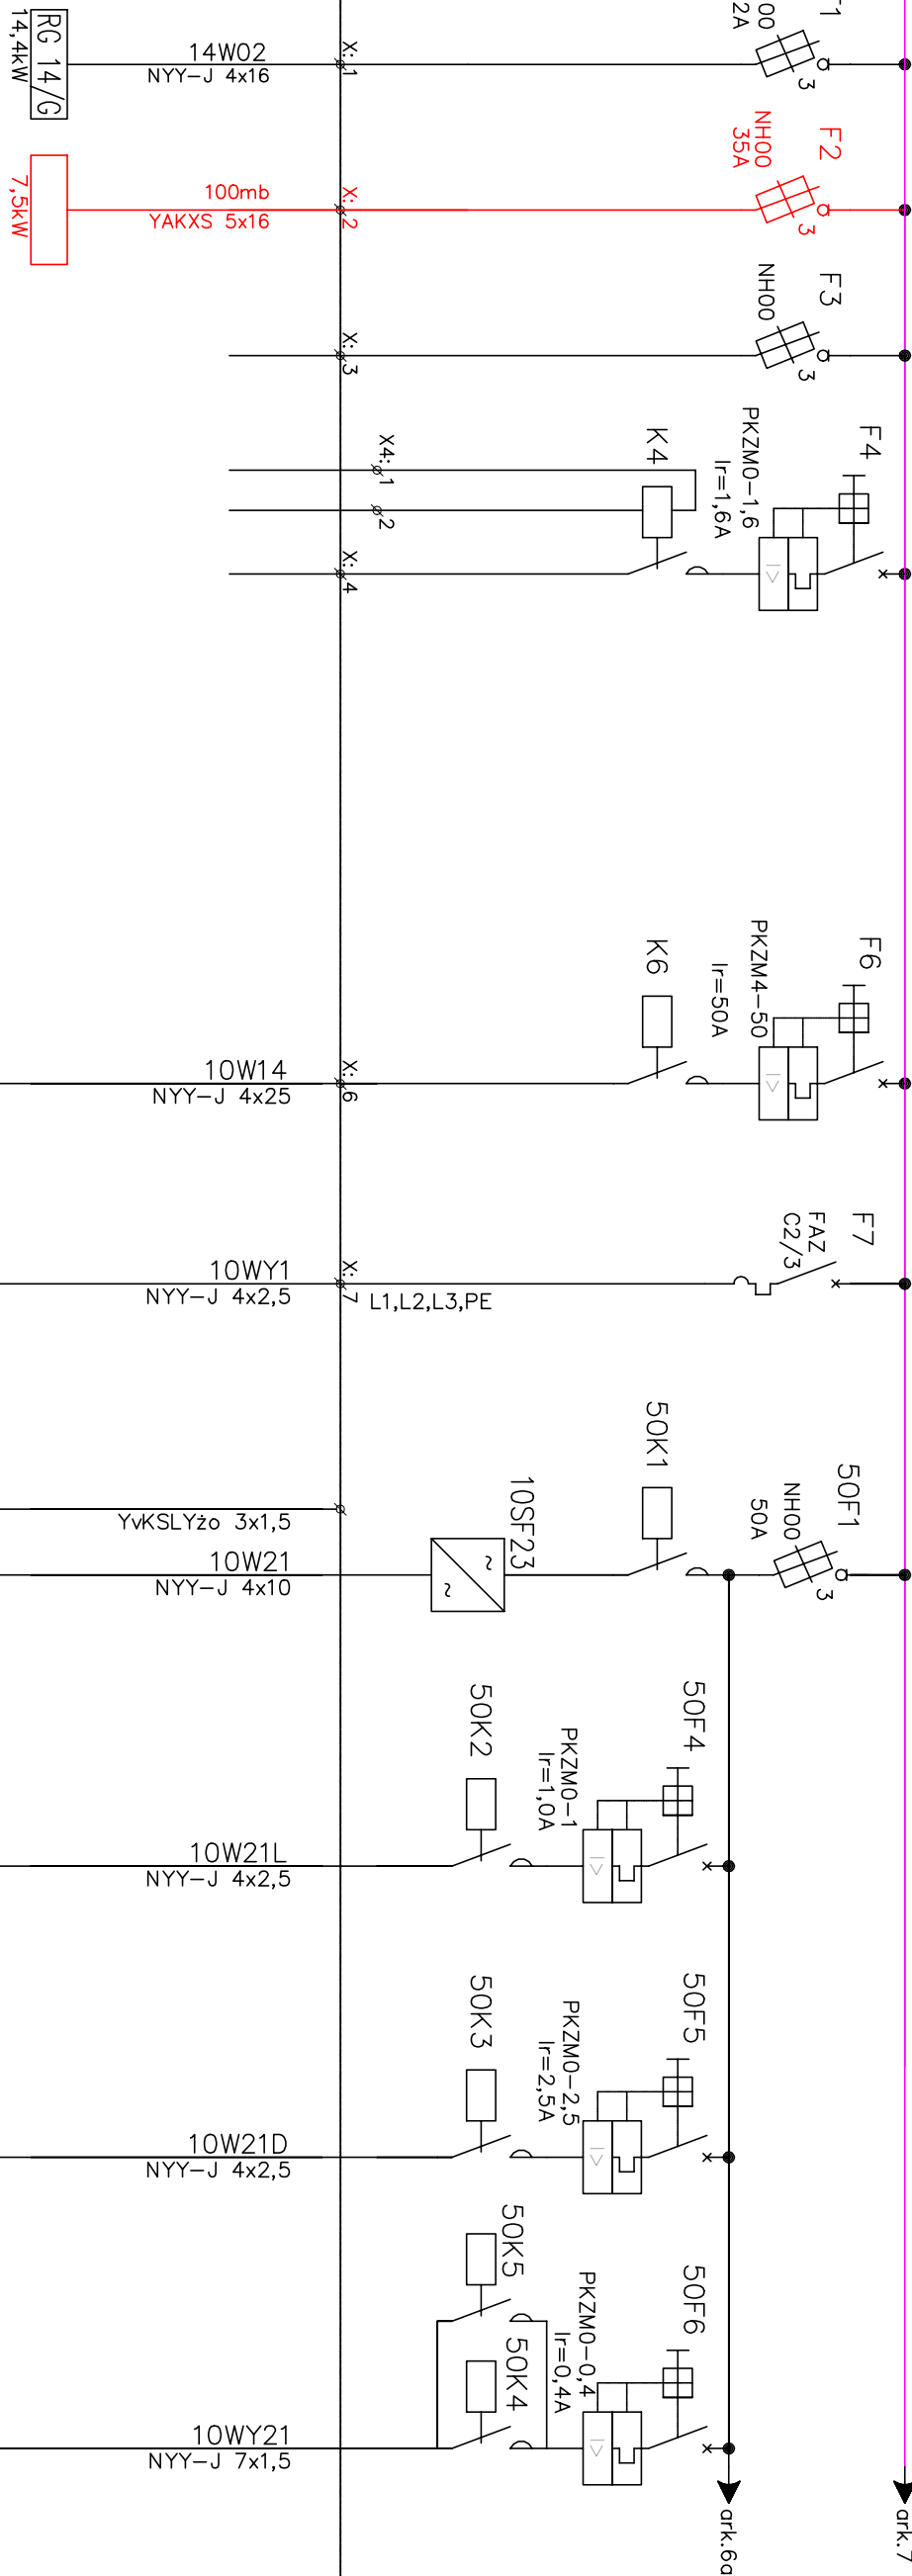 F1
00
2A
3
X:
1
14W02
NYY-J 4x16
RG 14/G
14,4kW
F2
NH00
35A
3
X:
2
100mb
YAKXS 5x16
7,5kW
F3
NH00
3
X:
3
F4
PKZM0-1,6
Ir=1,6A
I>
K4
X4:
1
2
X:
4
F6
PKZM4-50
Ir=50A
I>
K6
X:
6
10W14
NYY-J 4x25
F7
FAZ
C2/3
X:
7
L1,L2,L3,PE
10WY1
NYY-J 4x2,5
50F1
NH00
50A
3
50K1
10SF23
~
~
YvKSLYżo 3x1,5
10W21
NYY-J 4x10
50F4
PKZM0-1
Ir=1,0A
I>
50K2
10W21L
NYY-J 4x2,5
50F5
PKZM0-2,5
Ir=2,5A
I>
50K3
10W21D
NYY-J 4x2,5
50F6
PKZM0-0,4
Ir=0,4A
I>
50K5
50K4
10WY21
NYY-J 7x1,5
ark.6a
ark.7